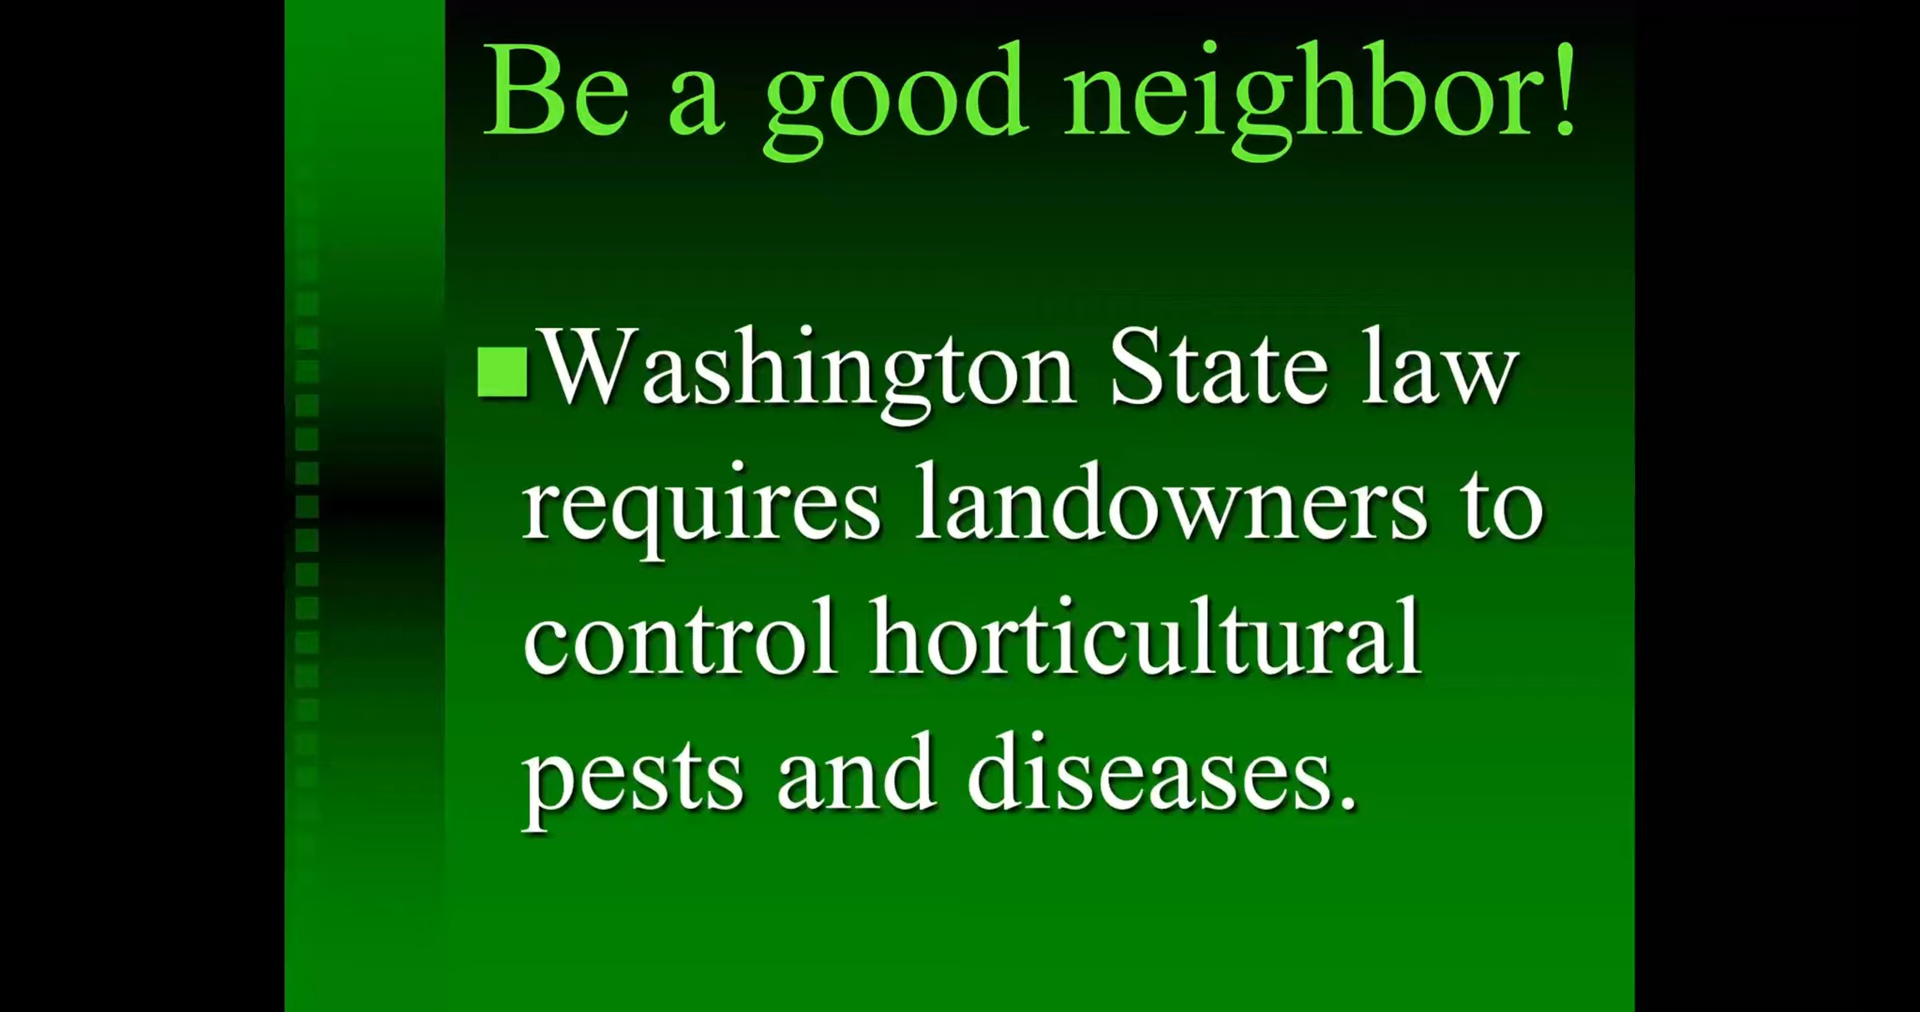 Be a good neighbor!
Washington State law
requires landowners to
control horticultural
pests and diseases.